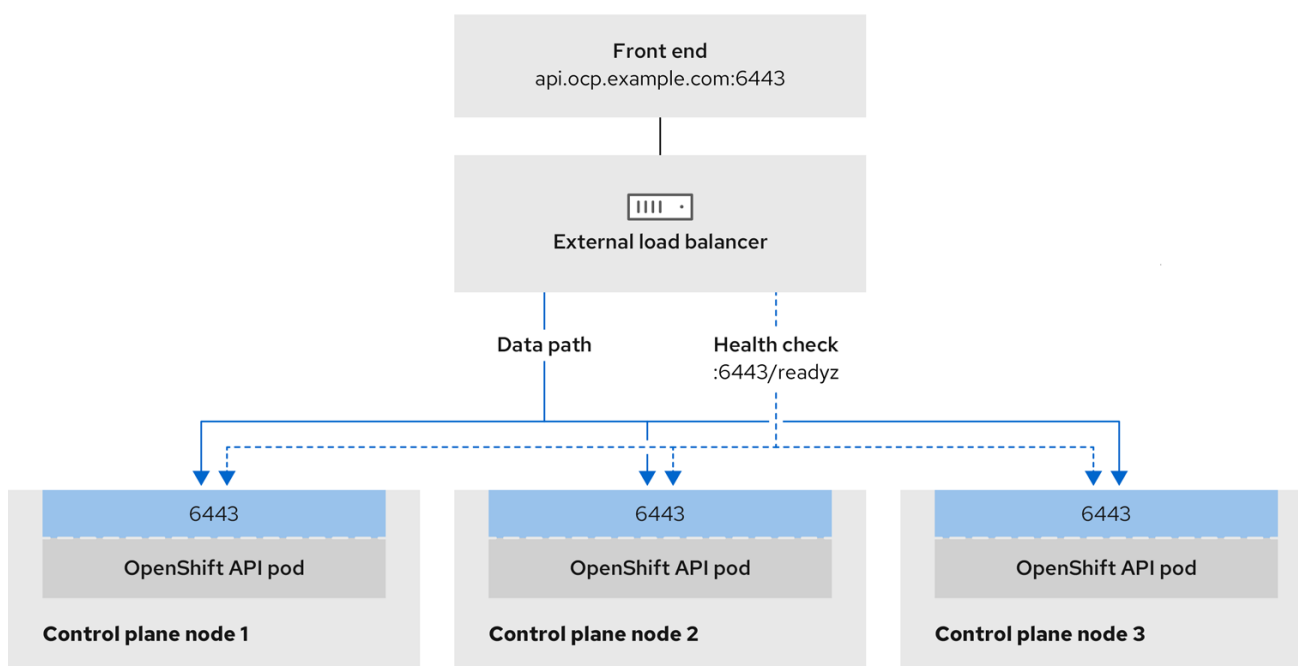 Front end
api.ocp.example.com:6443
External load balancer
Data path
Health check
:6443/readyz
6443
6443
6443
OpenShift API pod
OpenShift API pod
OpenShift API pod
Control plane node 1
Control plane node 2
Control plane node 3